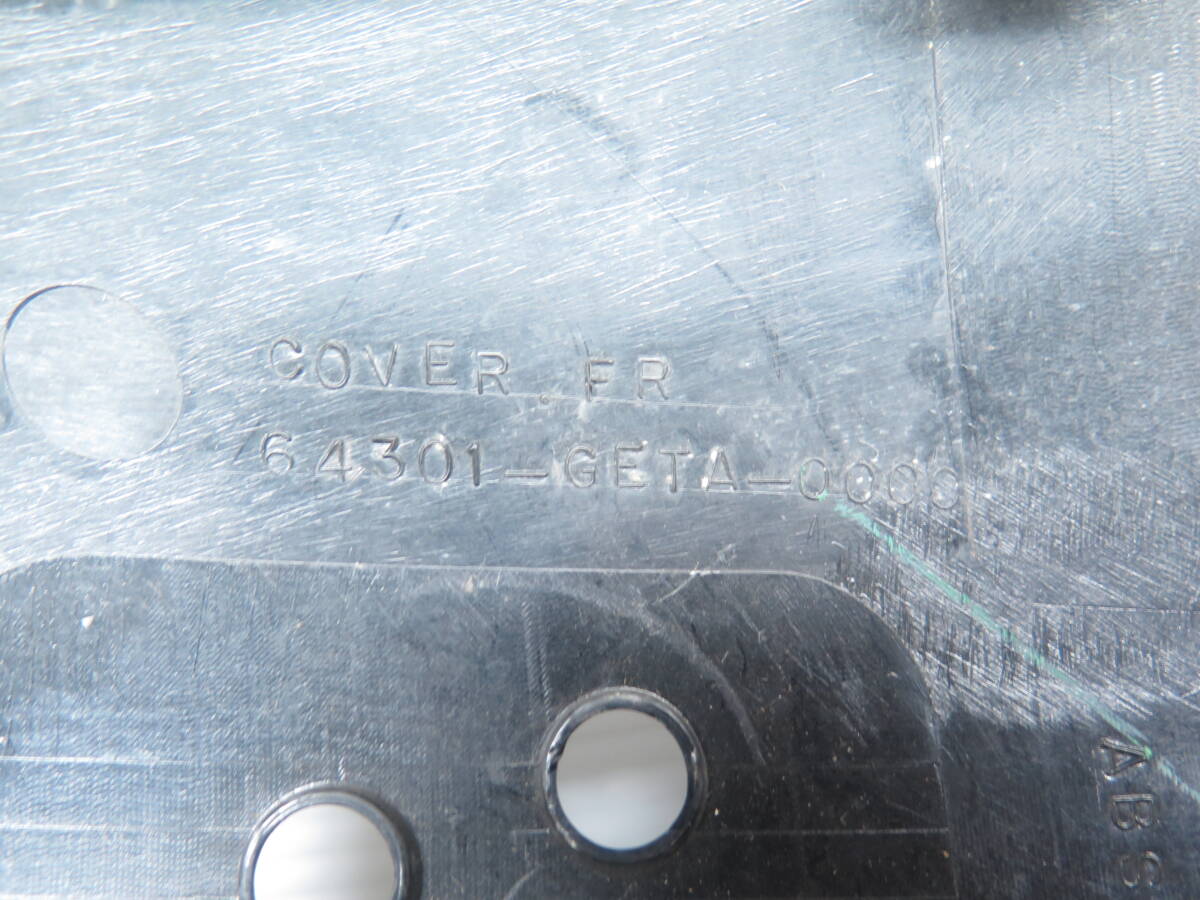 COVER. FR
64301-GETA-0000
ABS